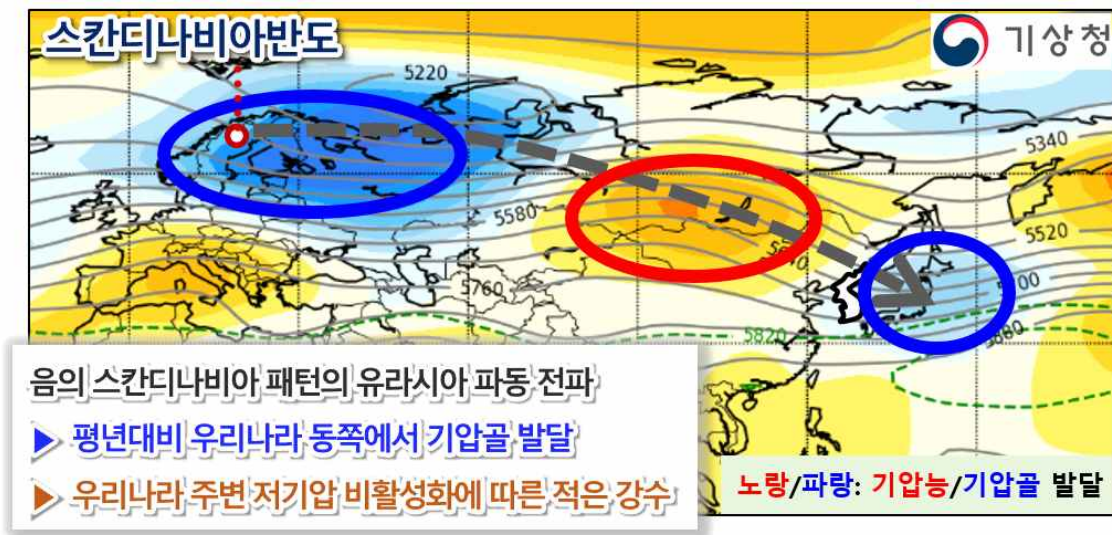 스칸디나비아반도
기상청
5220
5340
5580
5520
5760
5820
음의 스칸디나비아 패턴의 유라시아 파동 전파
▶ 평년대비 우리나라 동쪽에서 기압골 발달
▶ 우리나라 주변 저기압 비활성화에 따른 적은 강수
노랑/파랑: 기압능/기압골 발달